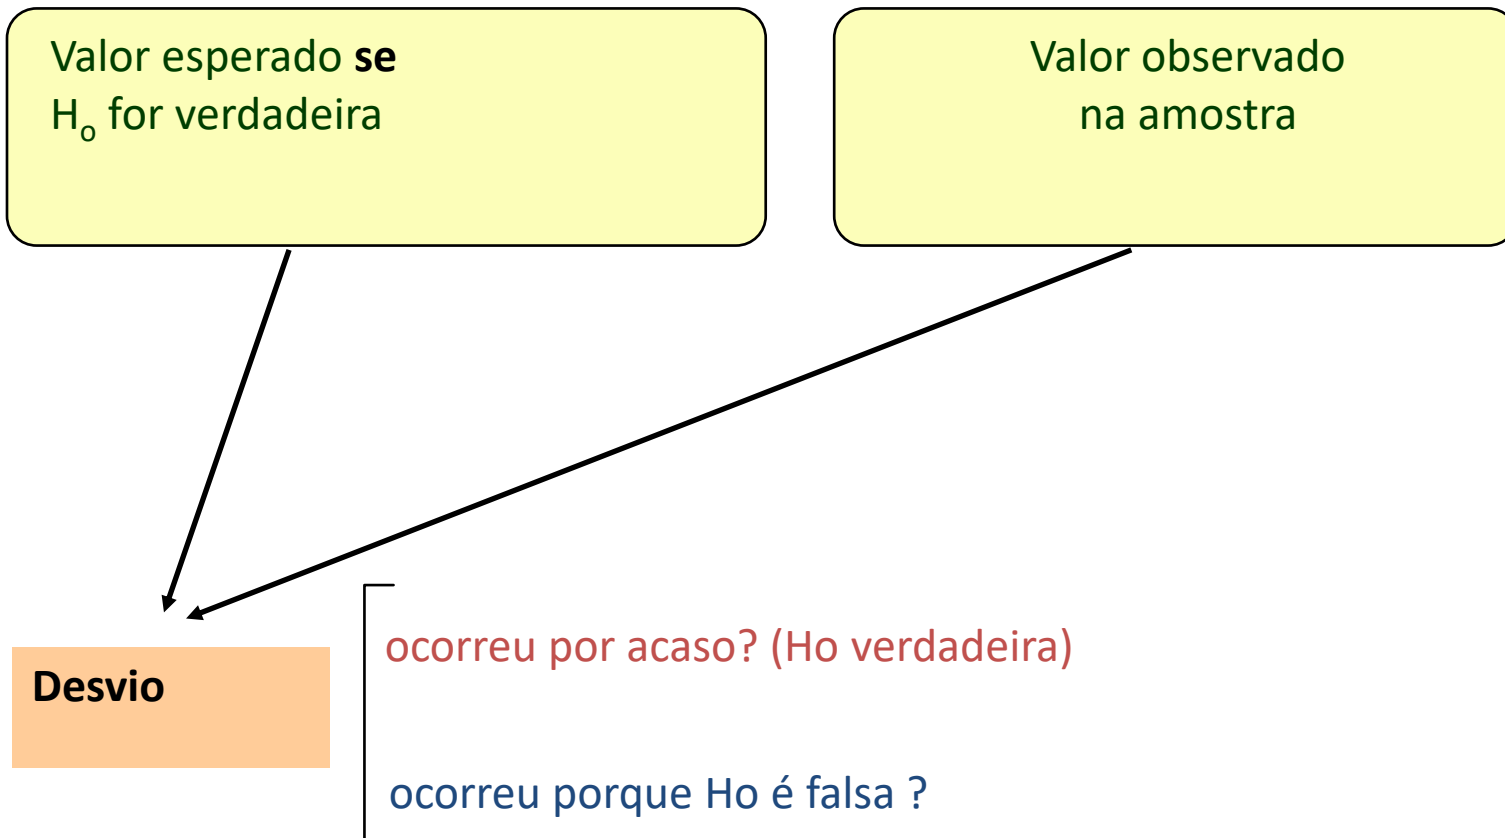 Valor esperado se
Ho for verdadeira
Valor observado
na amostra
Desvio
ocorreu por acaso? (Ho verdadeira)
ocorreu porque Ho é falsa ?